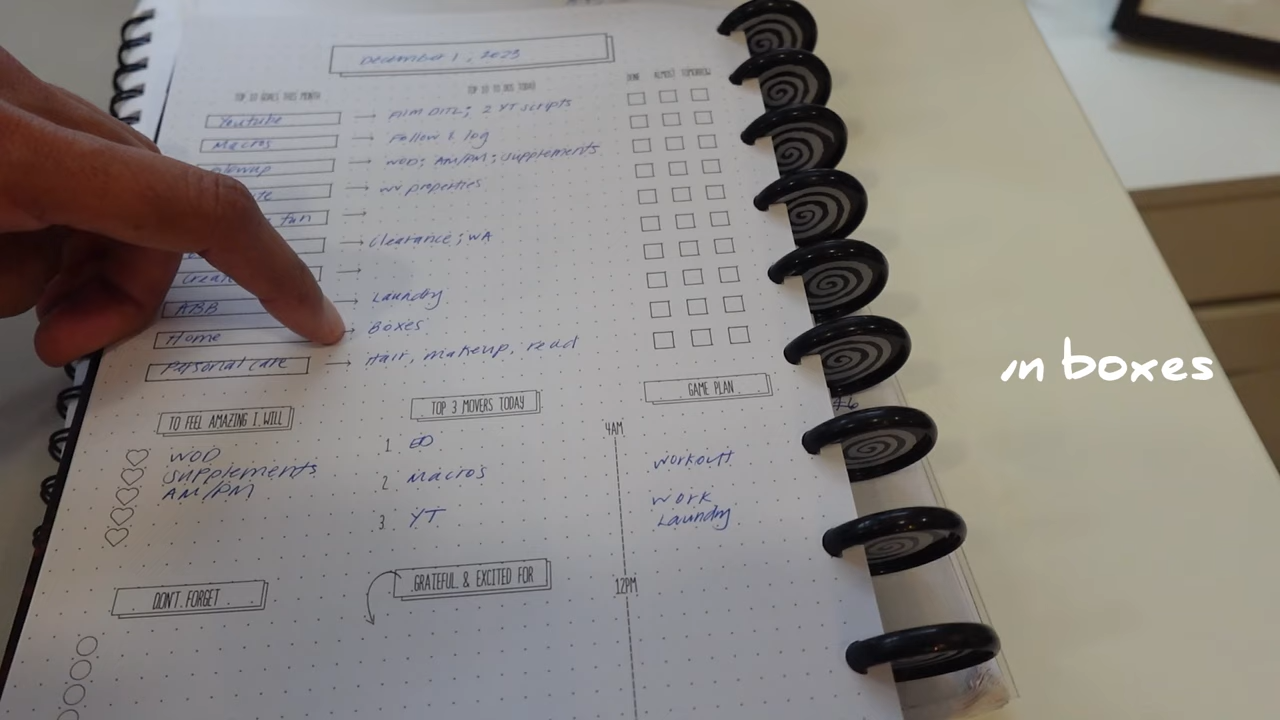 December 1, 2023
TOP 10 GOALS THIS MONTH
TOP 10 TO DOS TODAY
DONE ALMOST TOMORROW
Youtube → Film DITL; 2 YT scripts
Macros Follow & log
Glowup WOD; AM/PM; supplements
→ WV properties
fun →
→ Clearance; WA
→
ABB → Laundry
Home → Boxes
Personal care → Hair, makeup, read
in boxes
TO FEEL AMAZING I WILL
WOD
Supplements
AM/PM
TOP 3 MOVERS TODAY
1. ED
2. Macros
3. YT
GAME PLAN
4AM
Workout
Work
Laundry
12PM
DON'T FORGET
GRATEFUL & EXCITED FOR